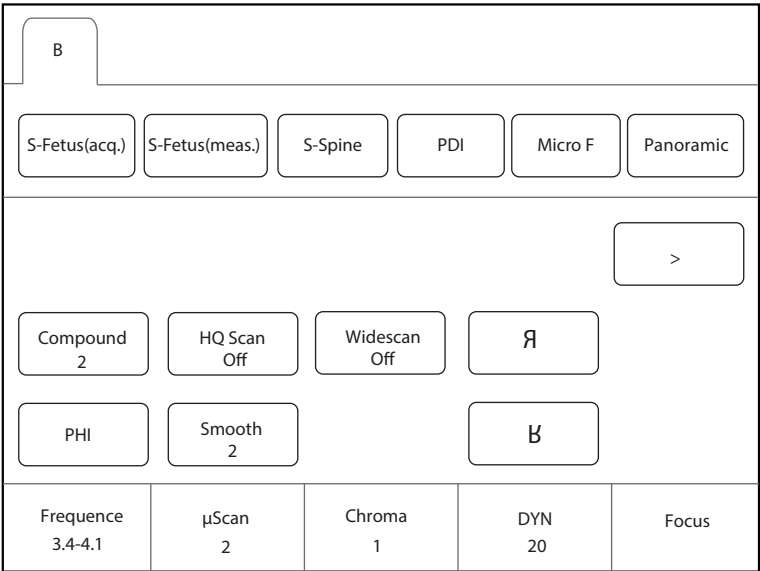 B
S-Fetus(acq.) S-Fetus(meas.) S-Spine PDI Micro F Panoramic
>
Compound HQ Scan Widescan Я
2 Off Off
PHI Smooth ʁ
2
Frequence µScan Chroma DYN Focus
3.4-4.1 2 1 20